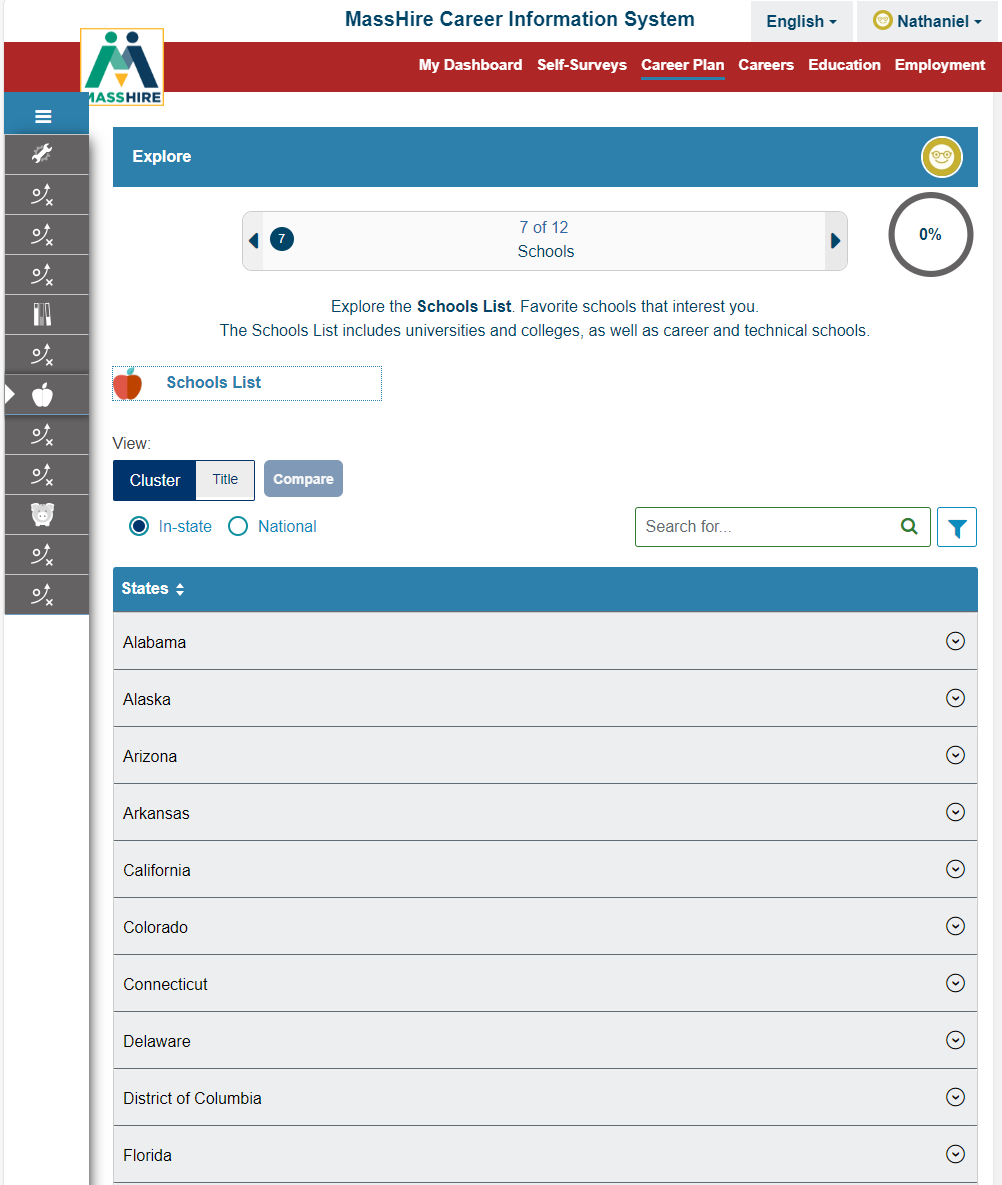 MassHire Career Information System
English
Nathaniel
MASSHIRE
My Dashboard Self-Surveys Career Plan Careers Education Employment
Explore
7
7 of 12
Schools
0%
Explore the Schools List. Favorite schools that interest you.
The Schools List includes universities and colleges, as well as career and technical schools.
Schools List
View:
Cluster Title Compare
In-state National
Search for...
States
Alabama
Alaska
Arizona
Arkansas
California
Colorado
Connecticut
Delaware
District of Columbia
Florida